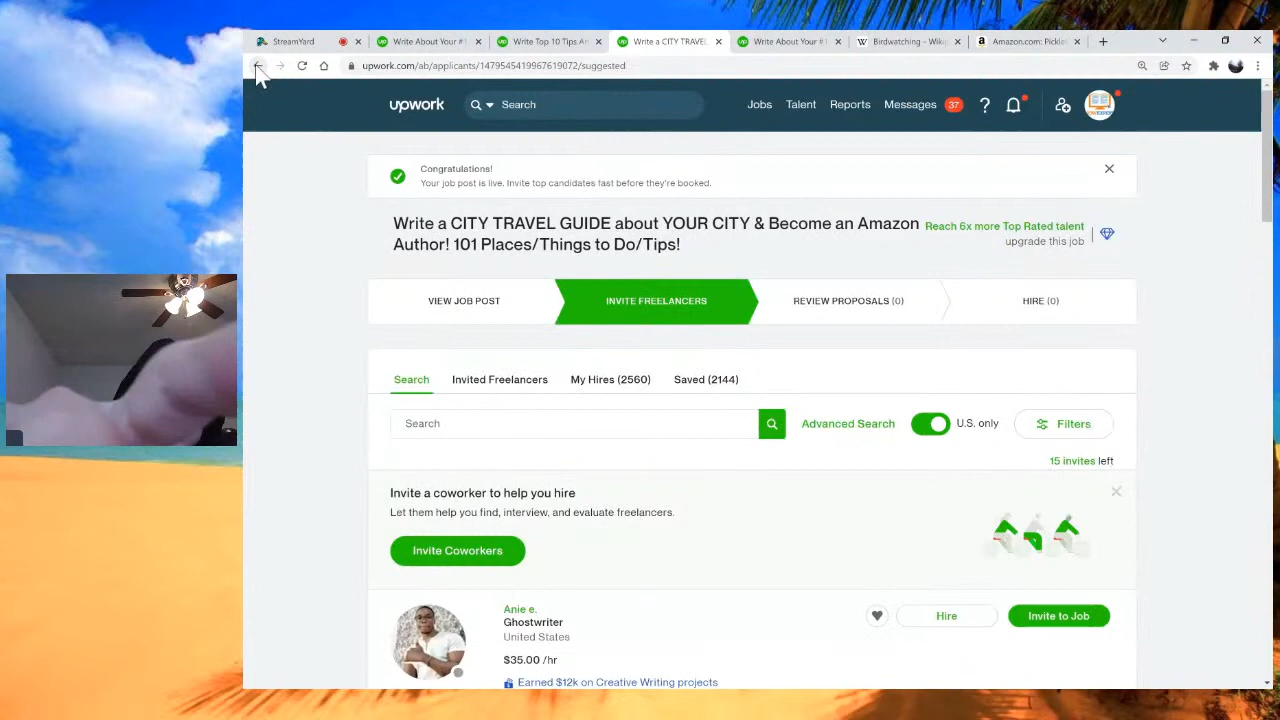 StreamYard
Write About Your #1
Write Top 10 Tips An
Write a CITY TRAVEL
Write About Your #1
Birdwatching - Wiki
Amazon.com: Pickle
upwork.com/ab/applicants/1479545419967619072/suggested
upwork
Search
Jobs
Talent
Reports
Messages
37
?
Congratulations!
Your job post is live. Invite top candidates fast before they're booked.
Write a CITY TRAVEL GUIDE about YOUR CITY & Become an Amazon
Author! 101 Places/Things to Do/Tips!
Reach 6x more Top Rated talent
upgrade this job
VIEW JOB POST
INVITE FREELANCERS
REVIEW PROPOSALS (0)
HIRE (0)
Search
Invited Freelancers
My Hires (2560)
Saved (2144)
Search
Advanced Search
U.S. only
Filters
15 invites left
Invite a coworker to help you hire
Let them help you find, interview, and evaluate freelancers.
Invite Coworkers
Anie e.
Ghostwriter
United States
$35.00 /hr
Earned $12k on Creative Writing projects
Hire
Invite to Job